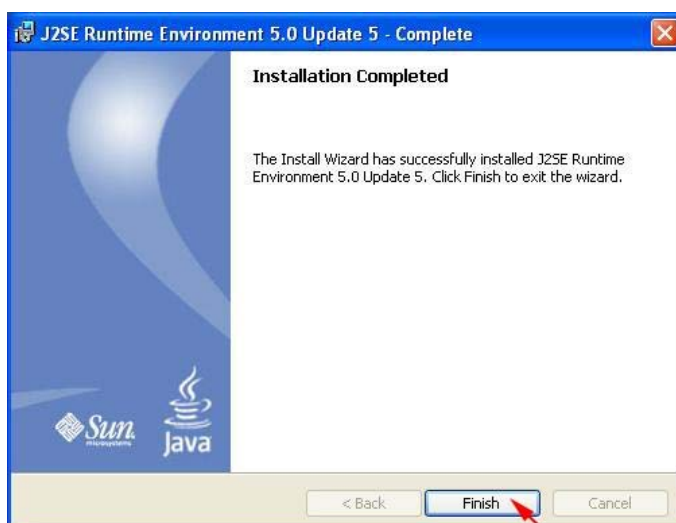 J2SE Runtime Environment 5.0 Update 5 - Complete
Installation Completed
The Install Wizard has successfully installed J2SE Runtime
Environment 5.0 Update 5. Click Finish to exit the wizard.
Sun
microsystems
Java
< Back
Finish
Cancel